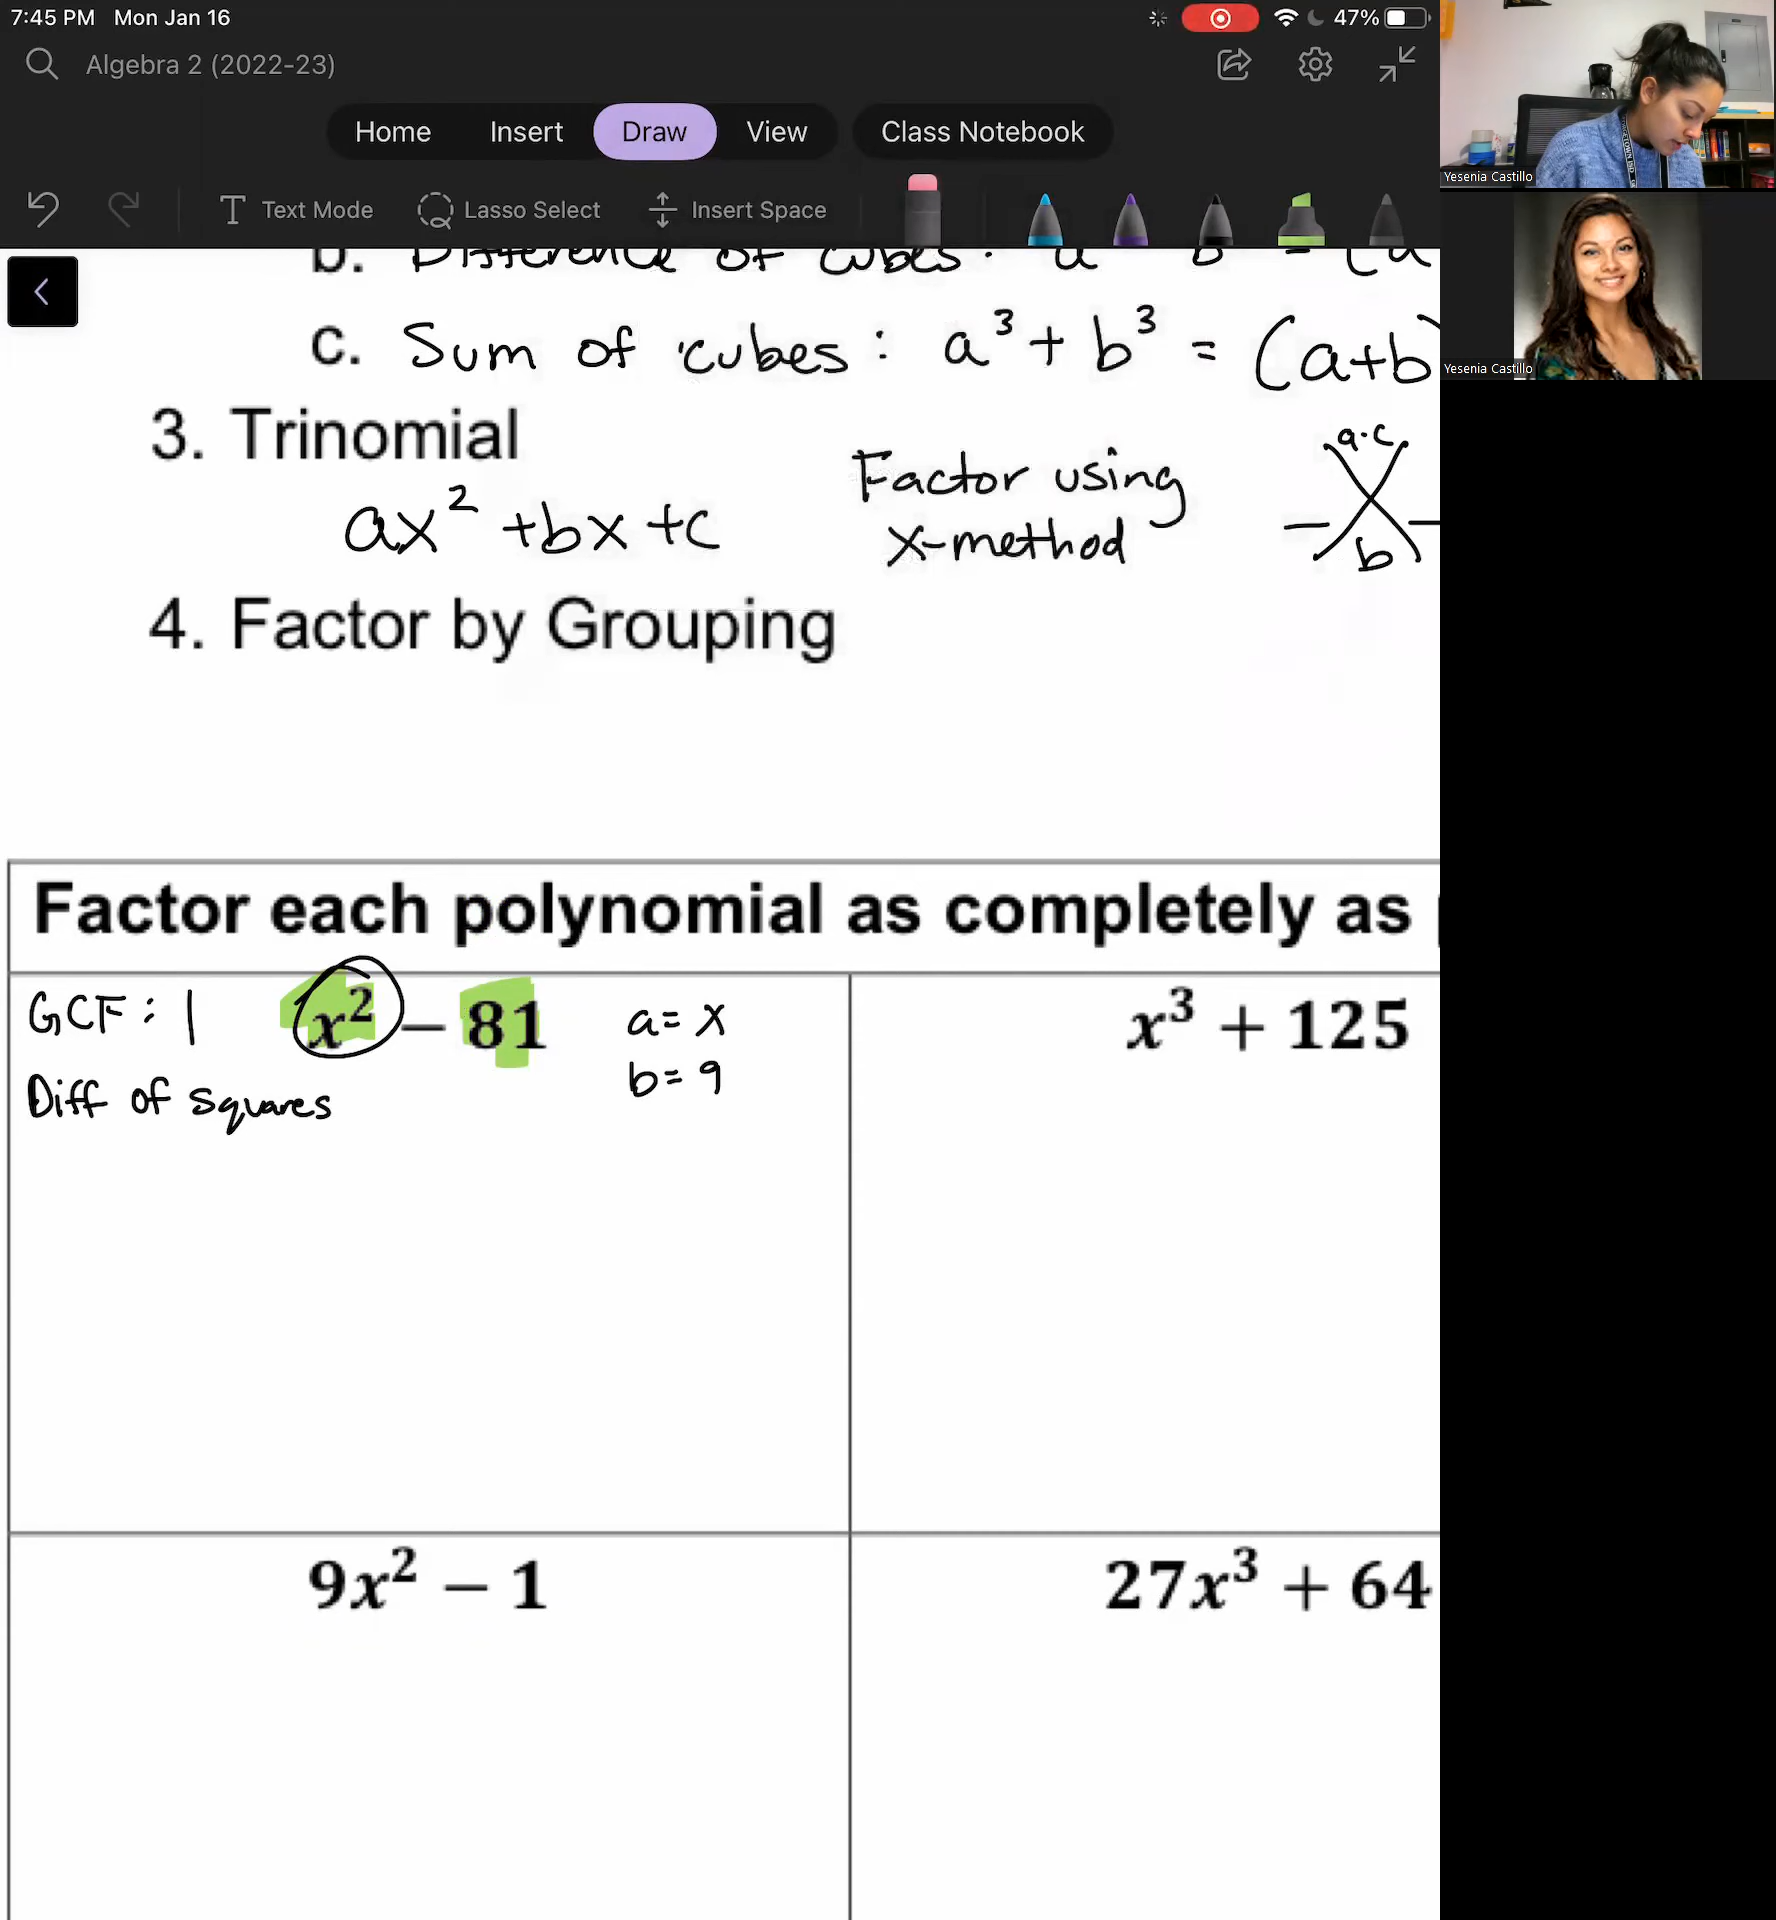 7:45 PM Mon Jan 16 47%
Algebra 2 (2022-23)
Home Insert Draw View Class Notebook
Text Mode Lasso Select Insert Space
b. Difference of cubes: a b = (a
c. Sum of cubes: a³ + b³ = (a+b)
3. Trinomial
ax² + bx + c
Factor using
x-method
a·c
b
4. Factor by Grouping
Factor each polynomial as completely as
GCF: 1 x² − 81 a = x
b = 9
Diff of squares
x³ + 125
9x² − 1
27x³ + 64
Yesenia Castillo
Yesenia Castillo